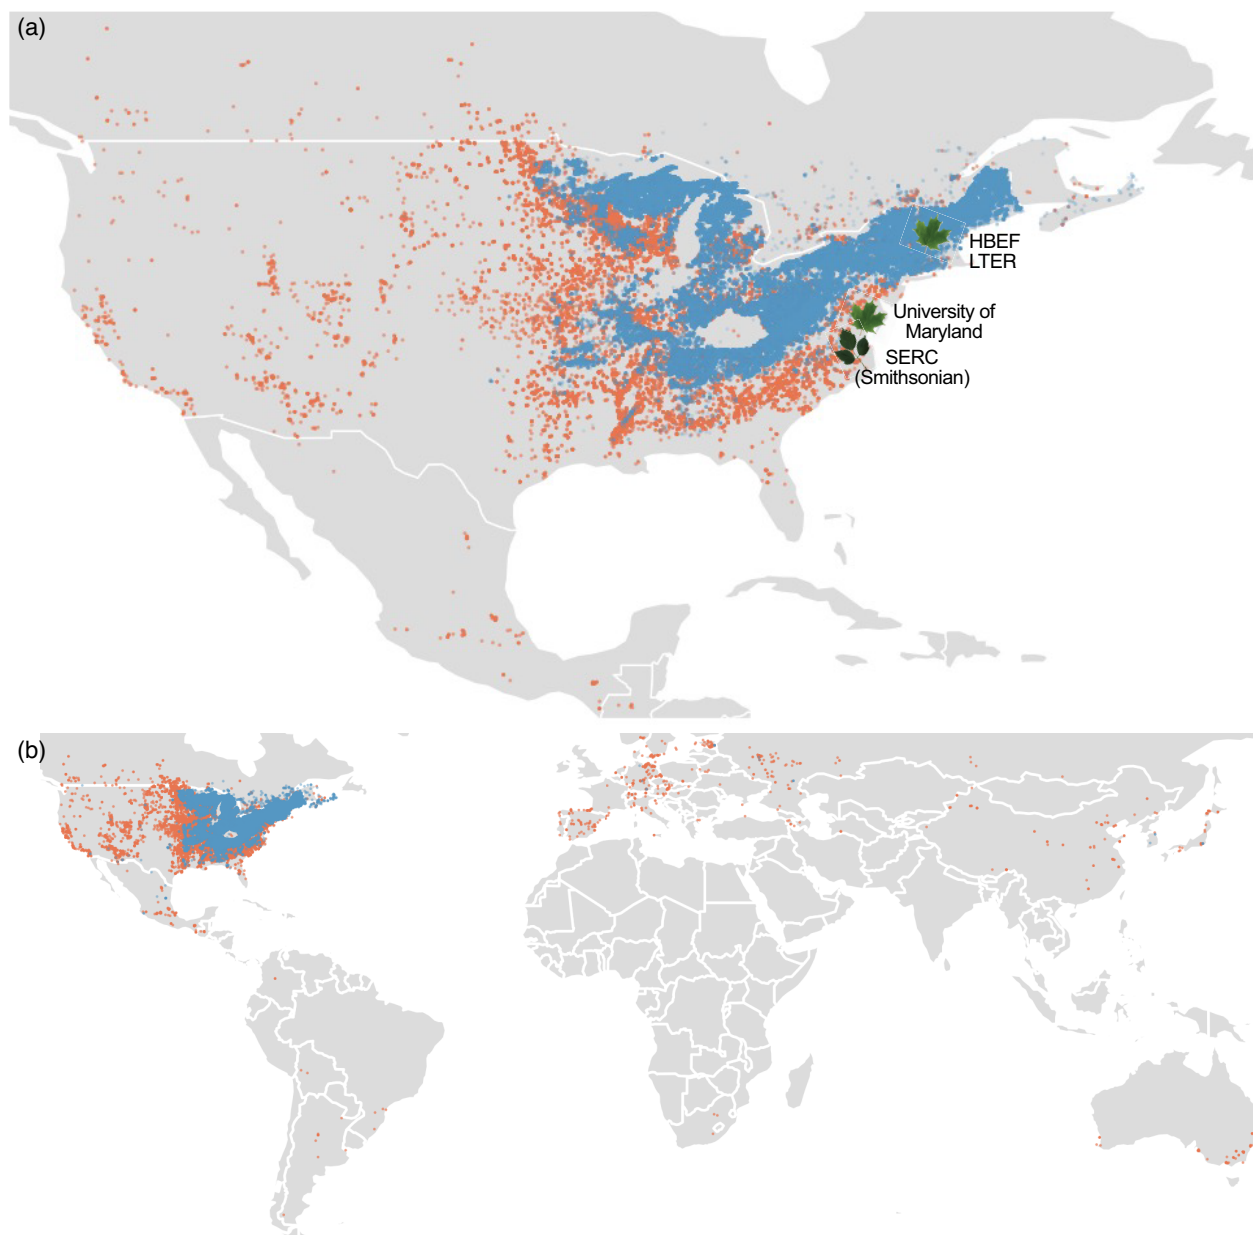 (a)
HBEF
LTER
University of
Maryland
SERC
(Smithsonian)
(b)